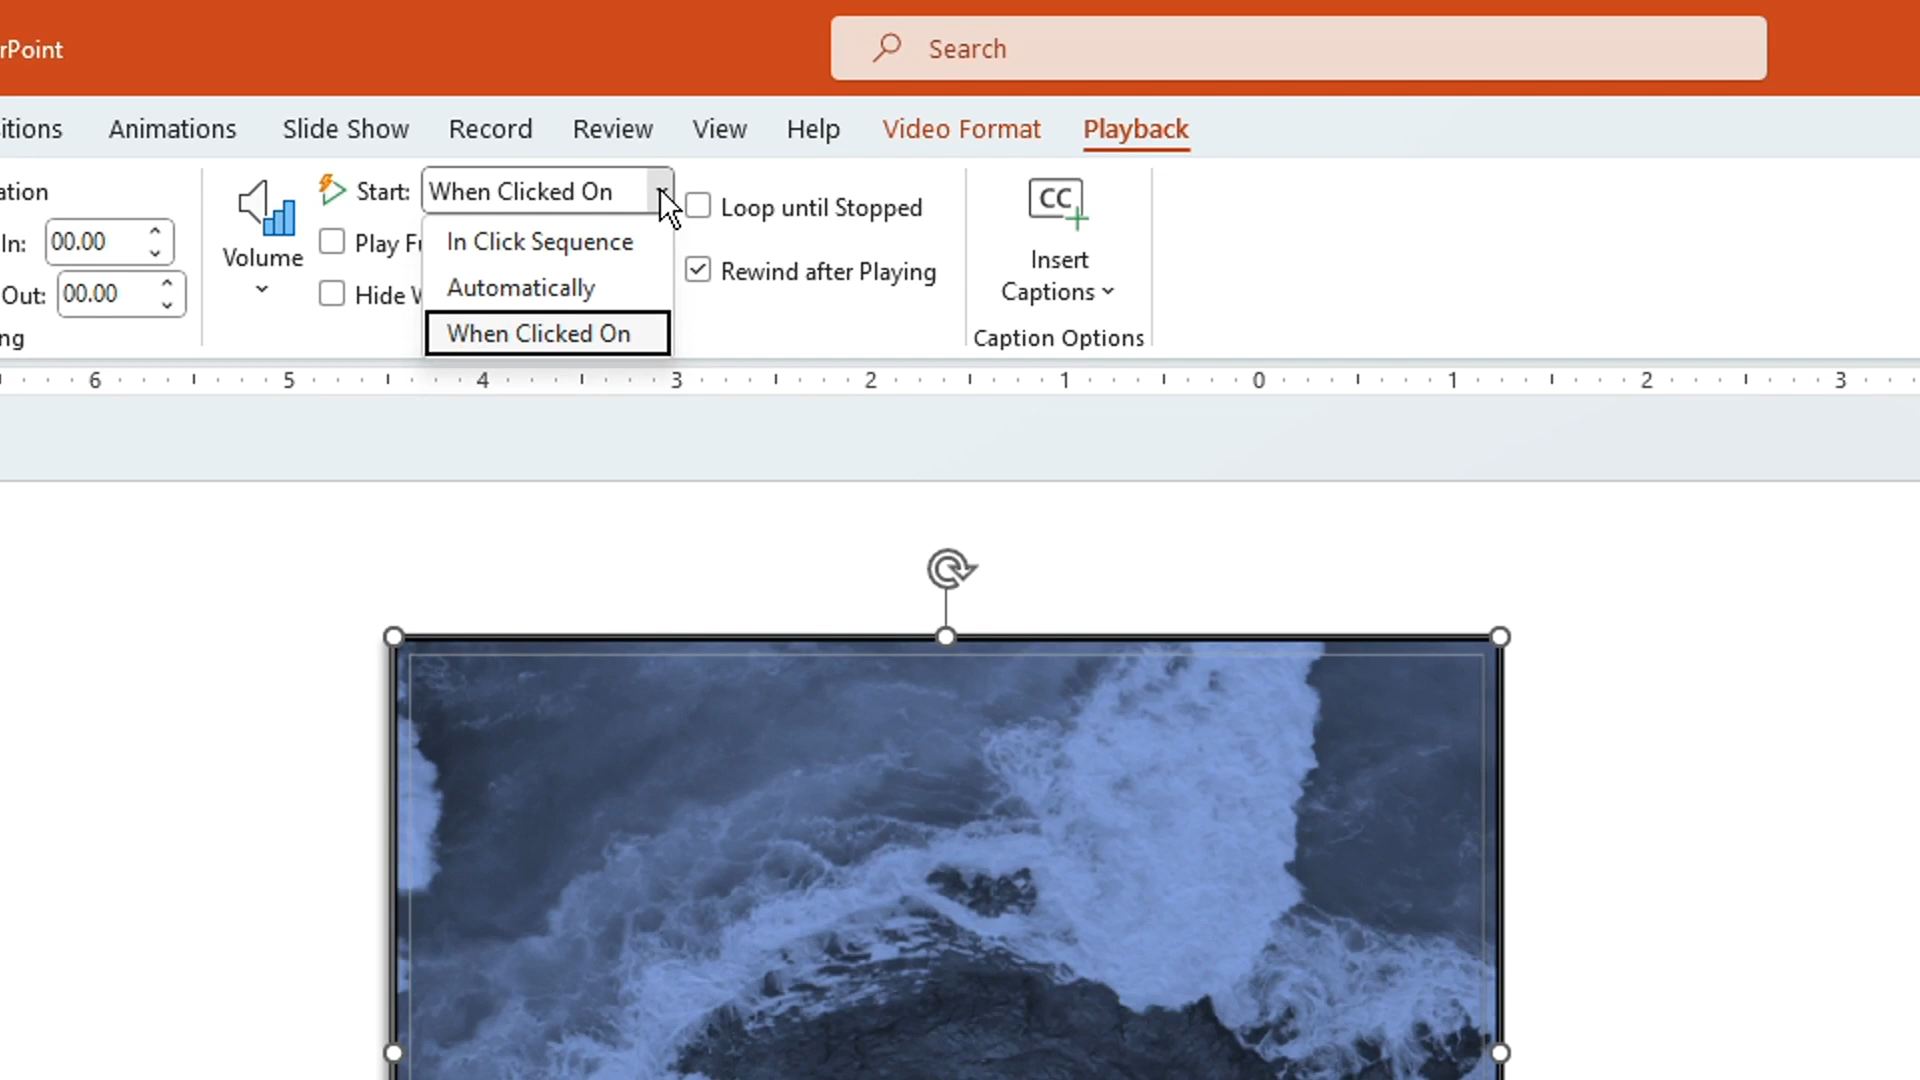 rPoint
Search
itions Animations Slide Show Record Review View Help Video Format Playback
ation
In: 00.00
Out: 00.00
ng
Volume
Start: When Clicked On
Play Fu
Hide W
In Click Sequence
Automatically
When Clicked On
Loop until Stopped
Rewind after Playing
CC
Insert
Captions
Caption Options
6 5 4 3 2 1 0 1 2 3